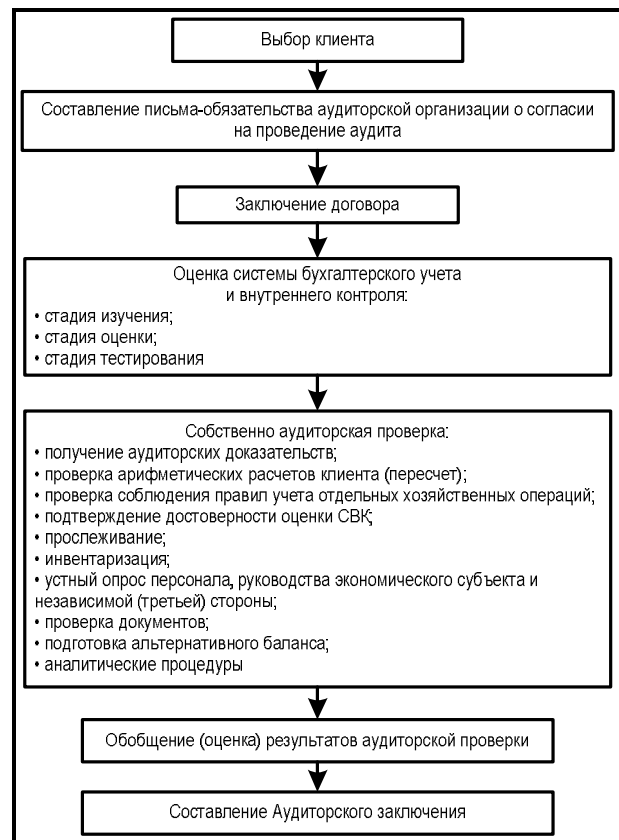 Выбор клиента
Составление письма-обязательства аудиторской организации о согласии
на проведение аудита
Заключение договора
Оценка системы бухгалтерского учета
и внутреннего контроля:
• стадия изучения;
• стадия оценки;
• стадия тестирования
Собственно аудиторская проверка:
• получение аудиторских доказательств;
• проверка арифметических расчетов клиента (пересчет);
• проверка соблюдения правил учета отдельных хозяйственных операций;
• подтверждение достоверности оценки СВК;
• прослеживание;
• инвентаризация;
• устный опрос персонала, руководства экономического субъекта и
независимой (третьей) стороны;
• проверка документов;
• подготовка альтернативного баланса;
• аналитические процедуры
Обобщение (оценка) результатов аудиторской проверки
Составление Аудиторского заключения